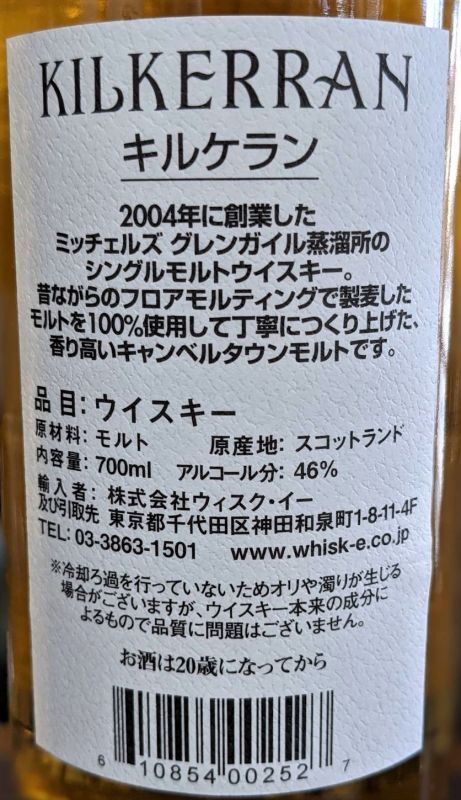 KILKERRAN
キルケラン
2004年に創業した
ミッチェルズ グレンガイル蒸溜所の
シングルモルトウイスキー。
昔ながらのフロアモルティングで製麦した
モルトを100%使用して丁寧につくり上げた、
香り高いキャンベルタウンモルトです。
品目：ウイスキー
原材料：モルト 原産地：スコットランド
内容量：700ml アルコール分：46%
輸入者：株式会社ウィスク・イー
及び引取先 東京都千代田区神田和泉町1-8-11-4F
TEL：03-3863-1501 www.whisk-e.co.jp
※冷却ろ過を行っていないためオリや濁りが生じる
場合がございますが、ウイスキー本来の成分に
よるもので品質に問題はございません。
お酒は20歳になってから
6 10854 00252 7